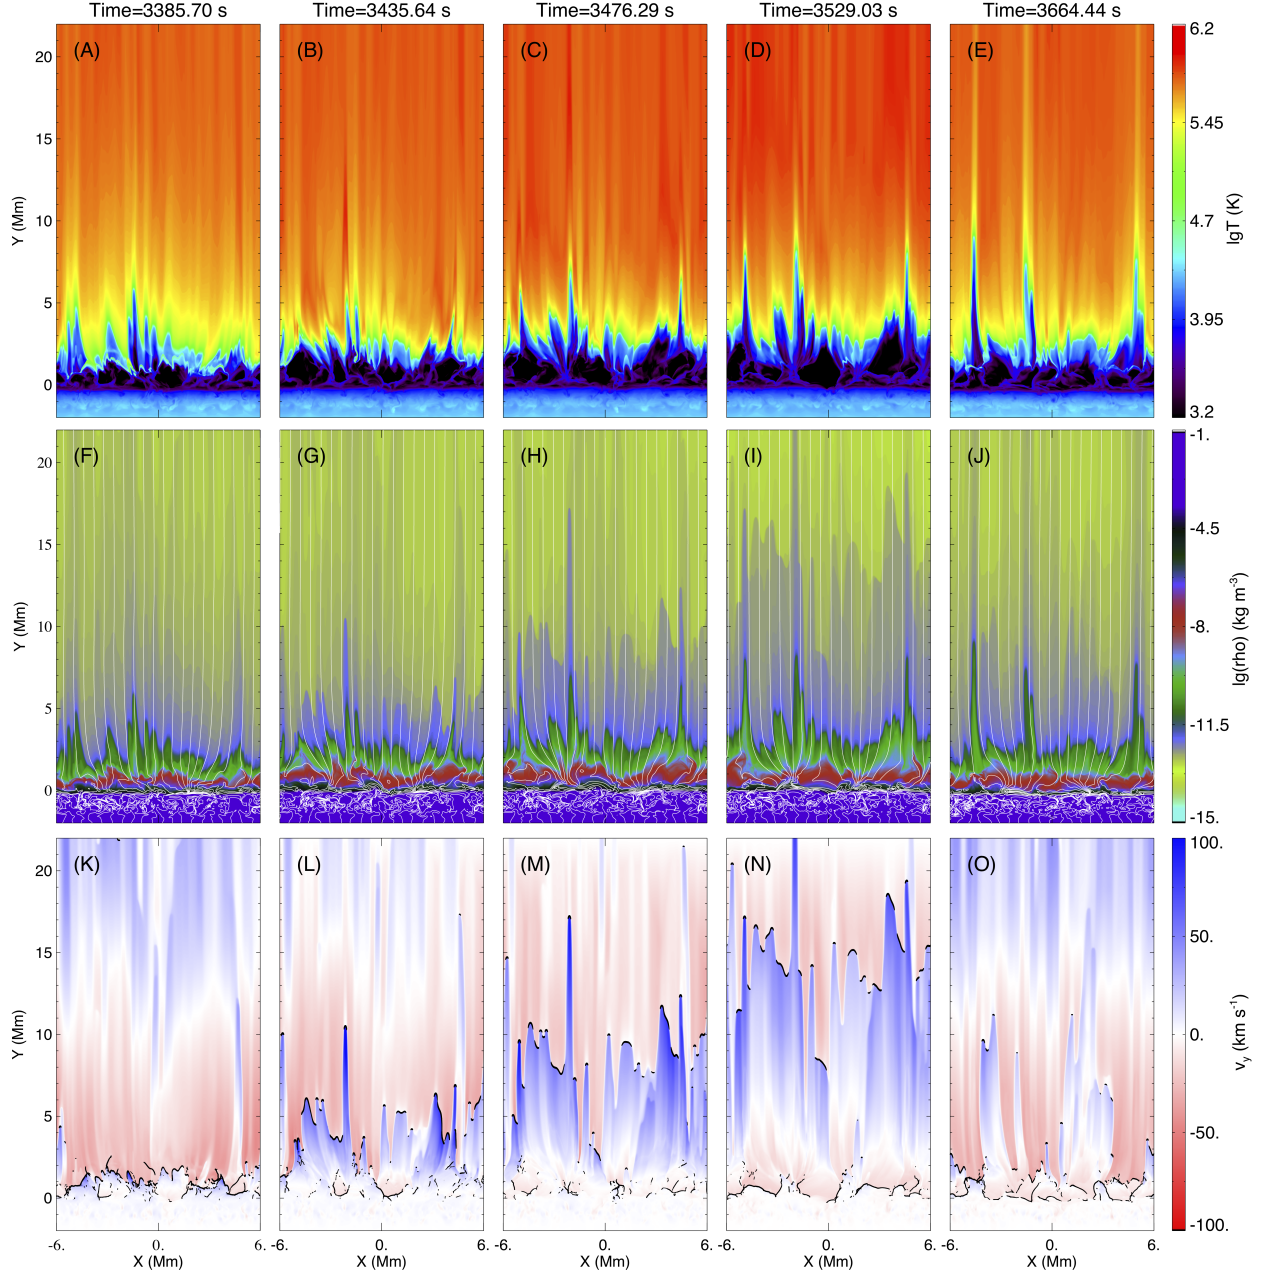 Time=3385.70 s Time=3435.64 s Time=3476.29 s Time=3529.03 s Time=3664.44 s
(A) (B) (C) (D) (E)
20
15
10
5
0
Y (Mm)
6.2
5.45
4.7
3.95
3.2
lgT (K)
(F) (G) (H) (I) (J)
20
15
10
5
0
Y (Mm)
-1.
-4.5
-8.
-11.5
-15.
lg(rho) (kg m⁻³)
(K) (L) (M) (N) (O)
20
15
10
5
0
Y (Mm)
100.
50.
0.
-50.
-100.
v_y (km s⁻¹)
-6. 0. 6. -6. 0. 6. -6. 0. 6. -6. 0. 6. -6. 0. 6.
X (Mm) X (Mm) X (Mm) X (Mm) X (Mm)